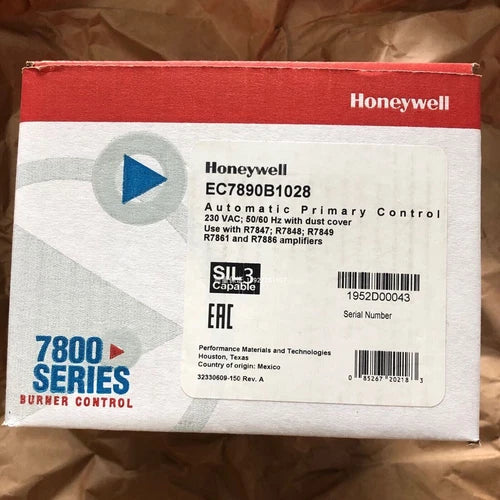 Honeywell
Honeywell
EC7890B1028
Automatic Primary Control
230 VAC; 50/60 Hz with dust cover
Use with R7847; R7848; R7849
R7861 and R7886 amplifiers
SIL 3
Capable
1952D00043
Serial Number
EAC
Performance Materials and Technologies
Houston, Texas
Country of origin: Mexico
32330609-150 Rev. A
0 85267 20218 3
7800
SERIES
BURNER CONTROL